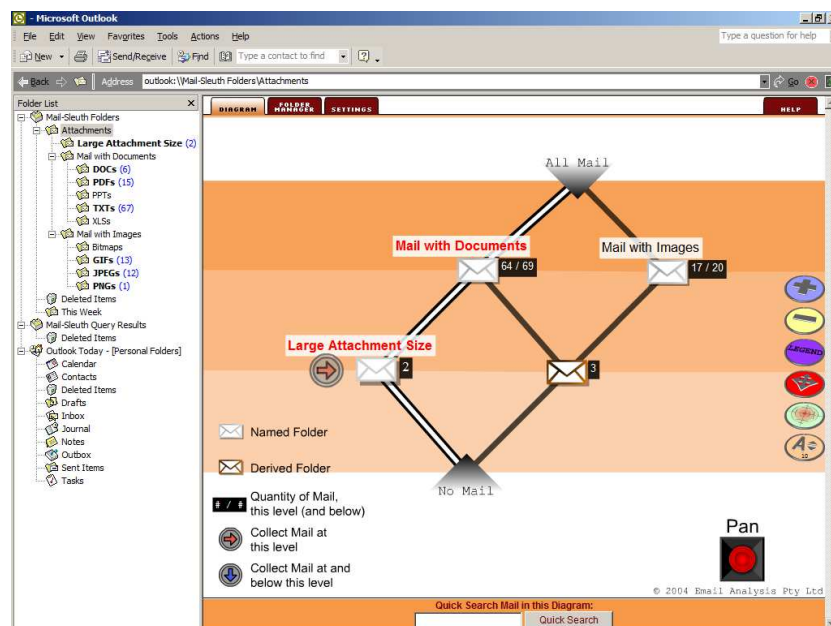 - Microsoft Outlook
File Edit View Favorites Tools Actions Help
Type a question for help
New Send/Receive Find Type a contact to find
Back Address outlook:\\Mail-Sleuth Folders\Attachments Go
Folder List X
Mail-Sleuth Folders
Attachments
Large Attachment Size (2)
Mail with Documents
DOCs (6)
PDFs (15)
PPTs
TXTs (67)
XLSs
Mail with Images
Bitmaps
GIFs (13)
JPEGs (12)
PNGs (1)
Deleted Items
This Week
Mail-Sleuth Query Results
Deleted Items
Outlook Today - [Personal Folders]
Calendar
Contacts
Deleted Items
Drafts
Inbox
Journal
Notes
Outbox
Sent Items
Tasks
DIAGRAM FOLDER MANAGER SETTINGS HELP
All Mail
Mail with Documents
64 / 69
Mail with Images
17 / 20
Large Attachment Size
2
3
No Mail
LEGEND
A
10
Named Folder
Derived Folder
# / # Quantity of Mail,
this level (and below)
Collect Mail at
this level
Collect Mail at and
below this level
Pan
© 2004 Email Analysis Pty Ltd
Quick Search Mail in this Diagram:
Quick Search